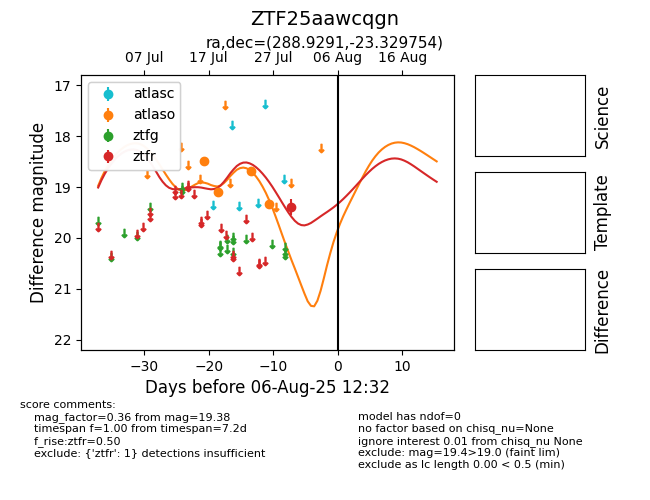 ZTF25aawcqgn
ra,dec=(288.9291,-23.329754)
07 Jul 17 Jul 27 Jul 06 Aug 16 Aug
atlasc
atlaso
ztfg
ztfr
17
18
19
20
21
22
Difference magnitude
−30 −20 −10 0 10
Days before 06-Aug-25 12:32
Science
Template
Difference
score comments:
mag_factor=0.36 from mag=19.38
timespan f=1.00 from timespan=7.2d
f_rise:ztfr=0.50
exclude: {'ztfr': 1} detections insufficient
model has ndof=0
no factor based on chisq_nu=None
ignore interest 0.01 from chisq_nu None
exclude: mag=19.4>19.0 (faint lim)
exclude as lc length 0.00 < 0.5 (min)